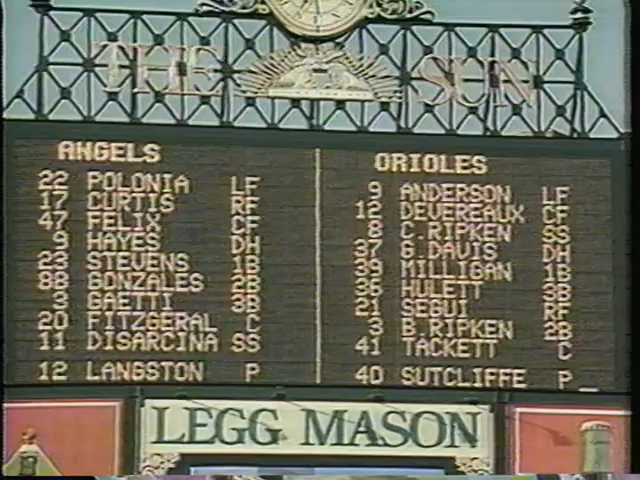 THE SUN
ANGELS
22 POLONIA LF
17 CURTIS RF
47 FELIX CF
9 HAYES DH
23 STEVENS 1B
88 GONZALES 2B
3 GAETTI 3B
20 FITZGERAL C
11 DISARCINA SS
12 LANGSTON P
ORIOLES
9 ANDERSON LF
12 DEVEREAUX CF
8 C.RIPKEN SS
37 G.DAVIS DH
39 MILLIGAN 1B
36 HULETT 3B
21 SEGUI RF
3 B.RIPKEN 2B
41 TACKETT C
40 SUTCLIFFE P
LEGG MASON